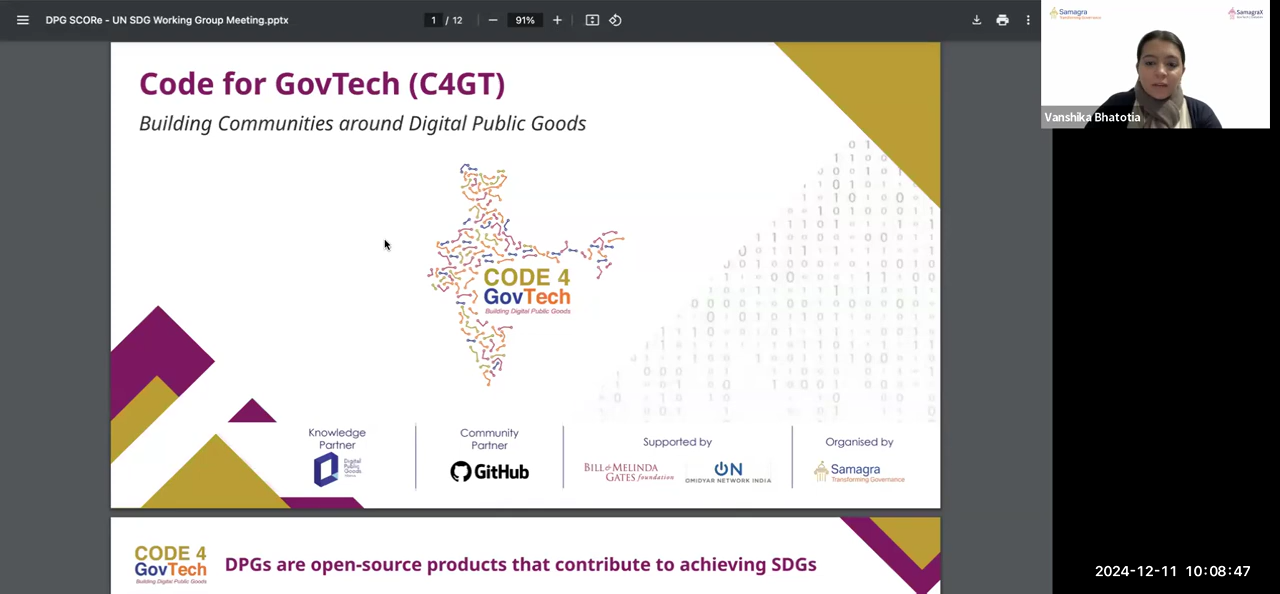 DPG SCORe - UN SDG Working Group Meeting.pptx
1 / 12
91%
Samagra
Transforming Governance
SamagraX
Vanshika Bhatotia
Code for GovTech (C4GT)
Building Communities around Digital Public Goods
CODE 4
GovTech
Building Digital Public Goods
Knowledge
Partner
Digital
Public
Goods
Community
Partner
GitHub
Supported by
BILL & MELINDA
GATES foundation
ON
OMIDYAR NETWORK INDIA
Organised by
Samagra
Transforming Governance
CODE 4
GovTech
Building Digital Public Goods
DPGs are open-source products that contribute to achieving SDGs
2024-12-11 10:08:47